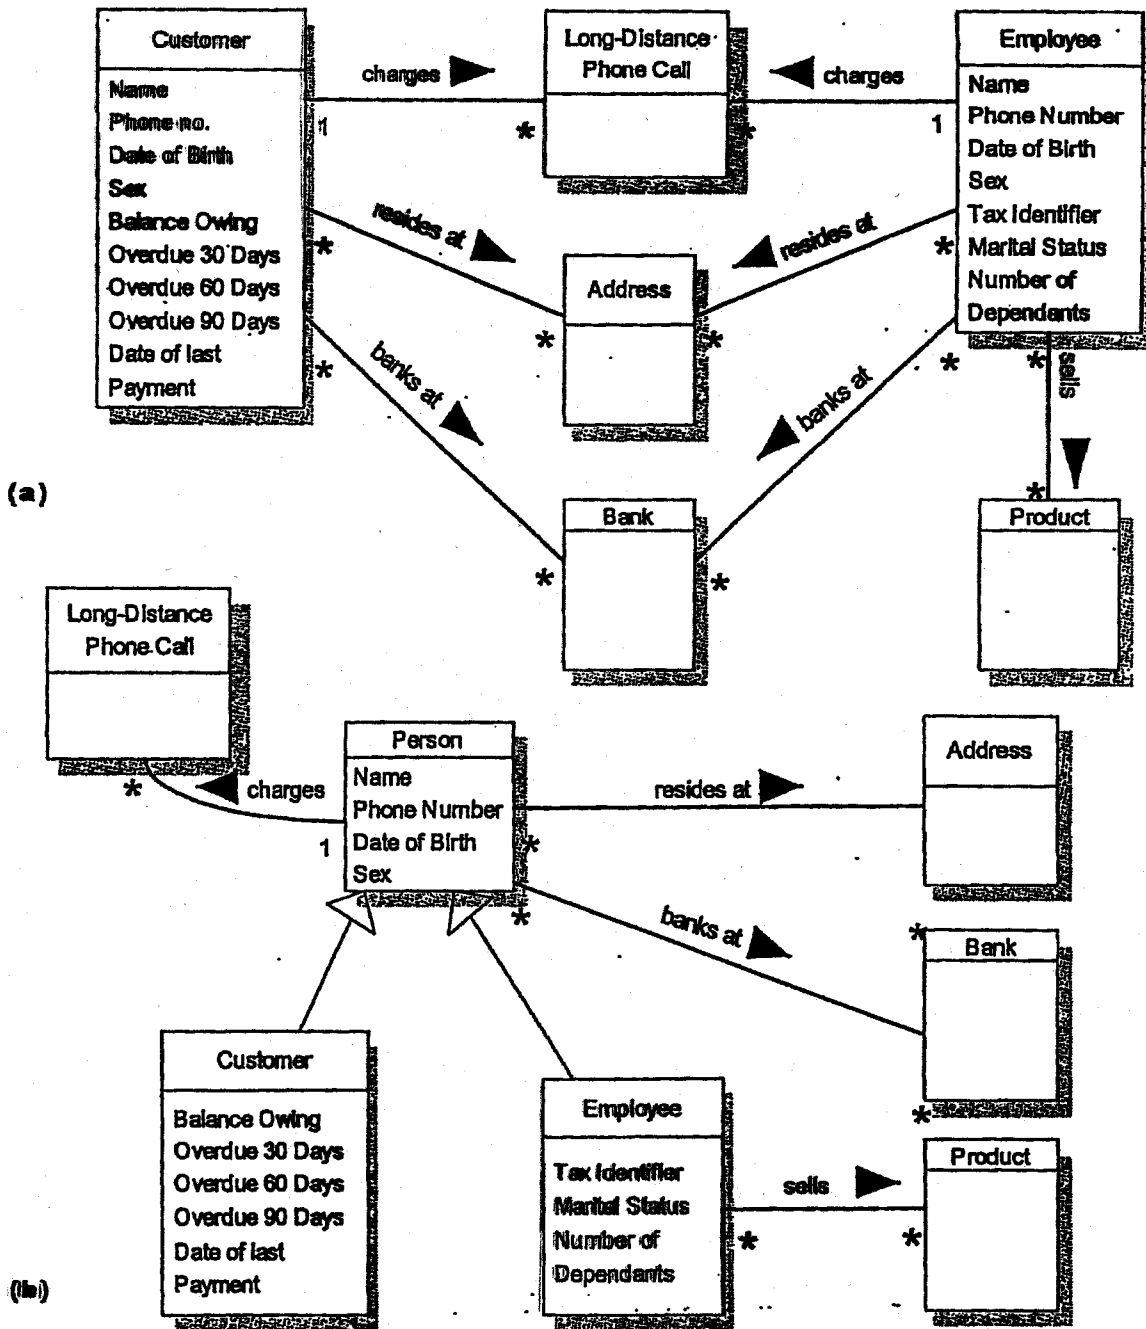 Customer
Name
Phone no.
Date of Birth
Sex
Balance Owing
Overdue 30 Days
Overdue 60 Days
Overdue 90 Days
Date of last
Payment
charges
1
*
Long-Distance
Phone Call
charges
*
1
Employee
Name
Phone Number
Date of Birth
Sex
Tax Identifier
Marital Status
Number of
Dependants
resides at
*
*
Address
resides at
*
*
banks at
*
*
Bank
banks at
*
*
sells
*
*
Product
(a)
Long-Distance
Phone Call
*
charges
1
Person
Name
Phone Number
Date of Birth
Sex
resides at
*
Address
*
banks at
*
Bank
*
Customer
Balance Owing
Overdue 30 Days
Overdue 60 Days
Overdue 90 Days
Date of last
Payment
Employee
Tax Identifier
Marital Status
Number of
Dependants
sells
*
*
Product
(b)